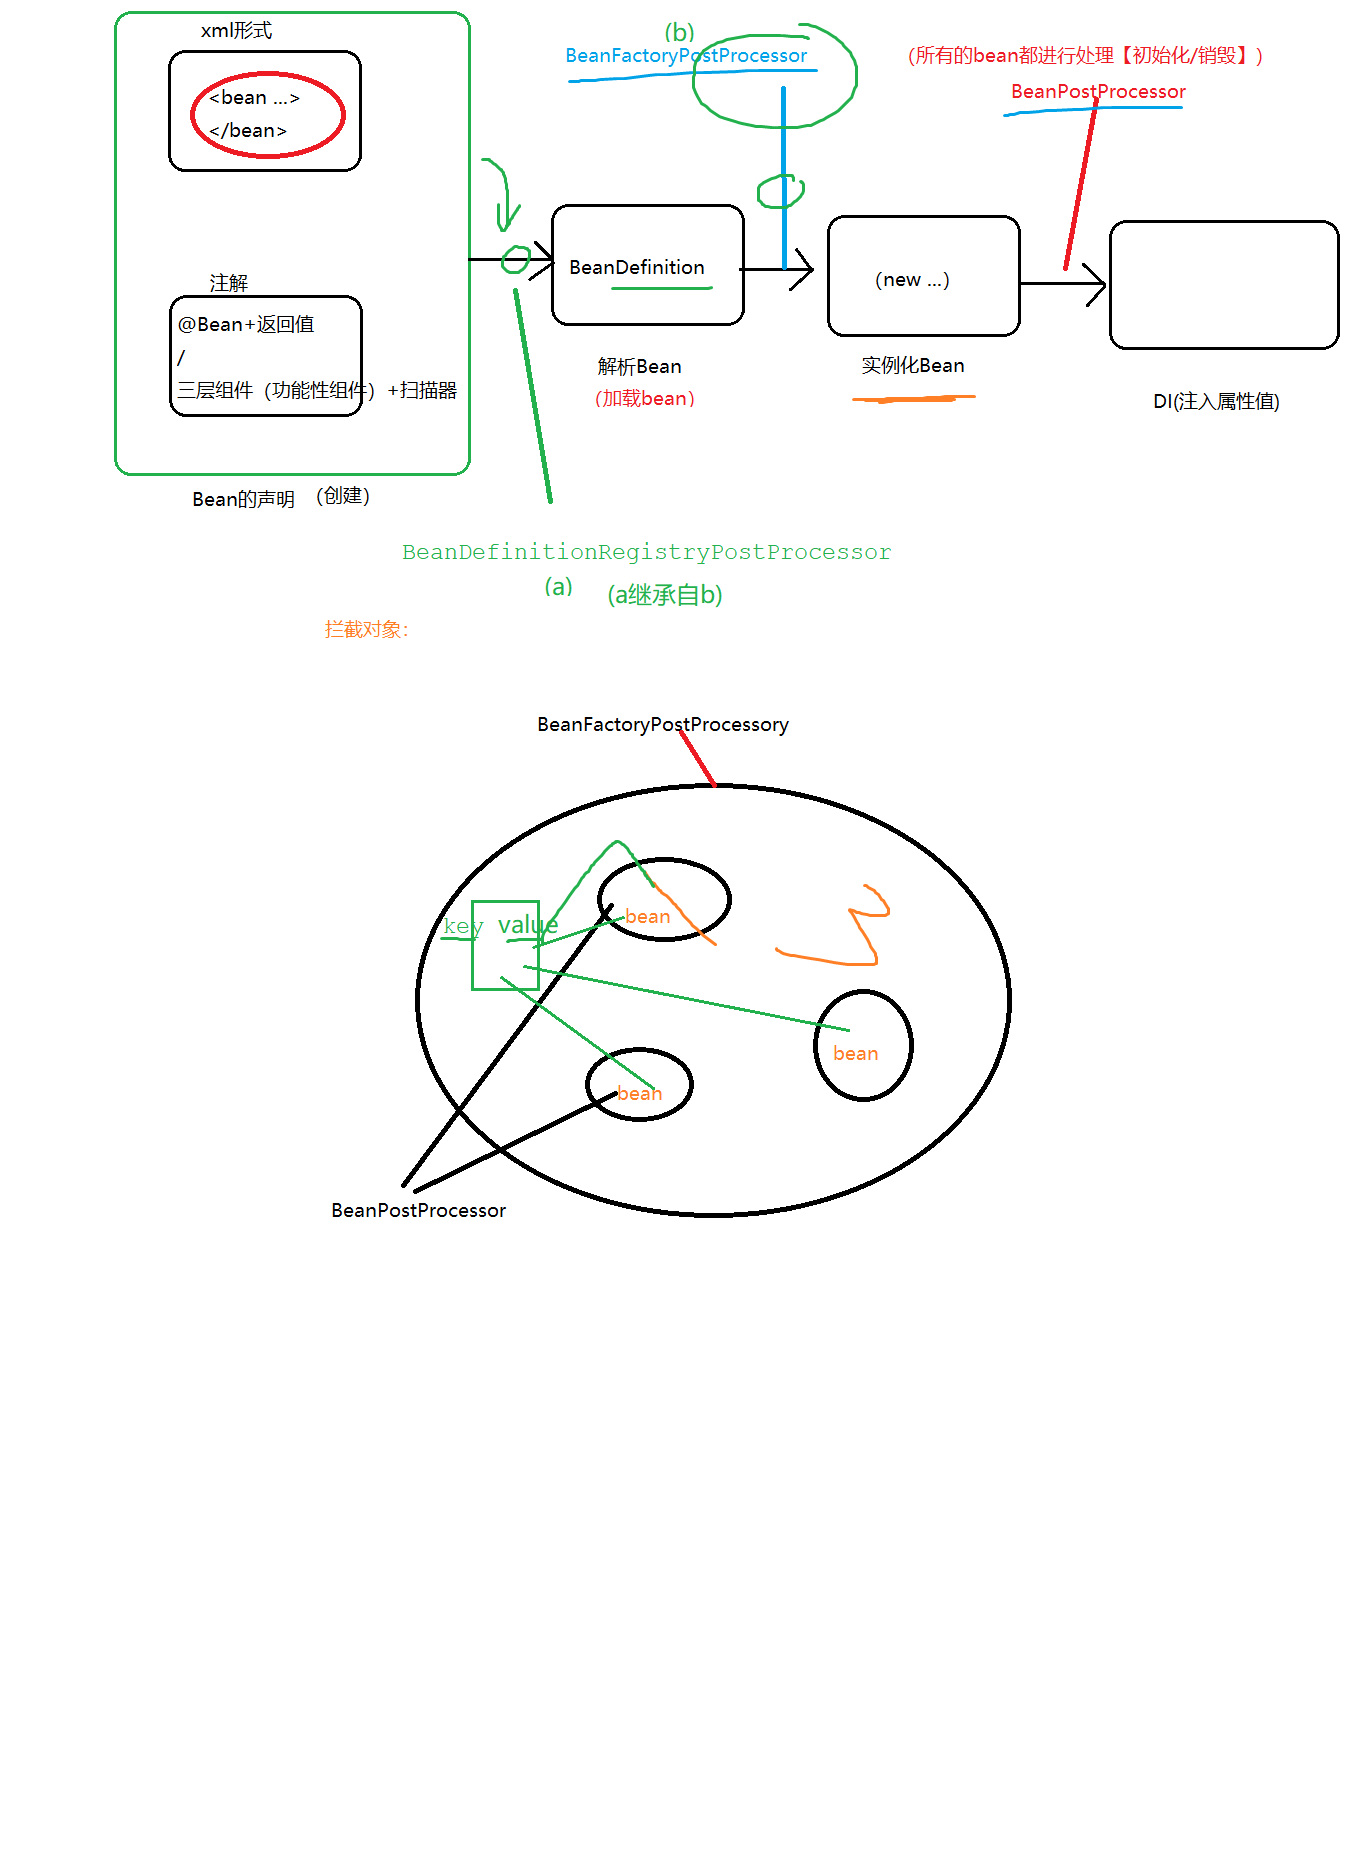 xml形式
<bean ...>
</bean>
注解
@Bean+返回值
/
三层组件（功能性组件）+扫描器
Bean的声明 （创建）
(b)
BeanFactoryPostProcessor
（所有的bean都进行处理【初始化/销毁】）
BeanPostProcessor
BeanDefinition
解析Bean
（加载bean）
（new ...）
实例化Bean
DI(注入属性值)
BeanDefinitionRegistryPostProcessor
(a) (a继承自b)
拦截对象：
BeanFactoryPostProcessory
key value
bean
bean
bean
BeanPostProcessor